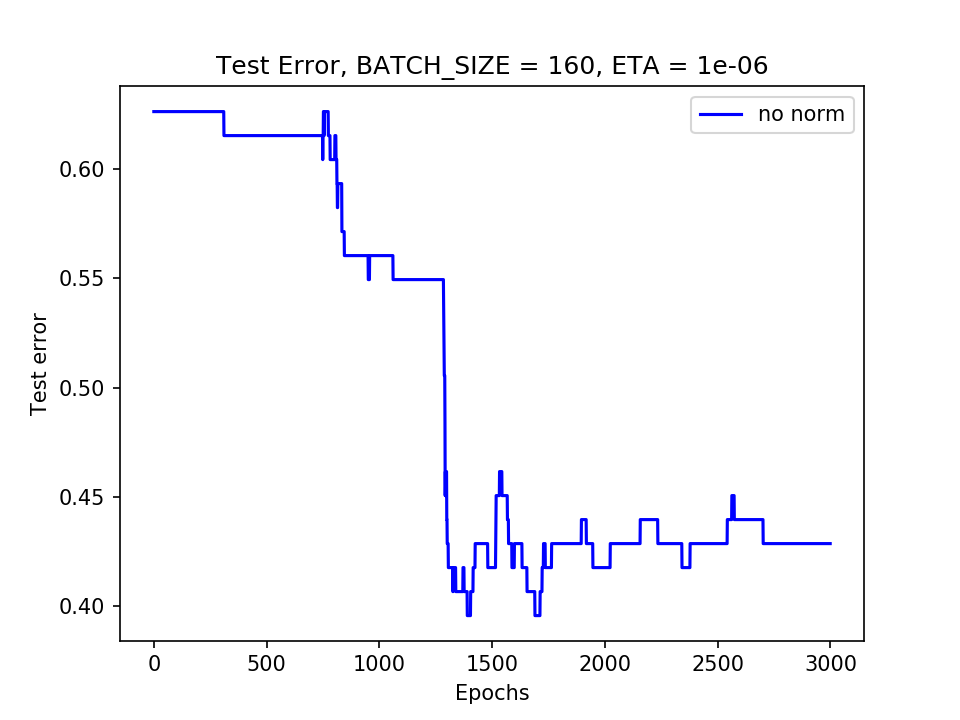 Test Error, BATCH_SIZE = 160, ETA = 1e-06
no norm
0.60
0.55
0.50
0.45
0.40
Test error
0 500 1000 1500 2000 2500 3000
Epochs